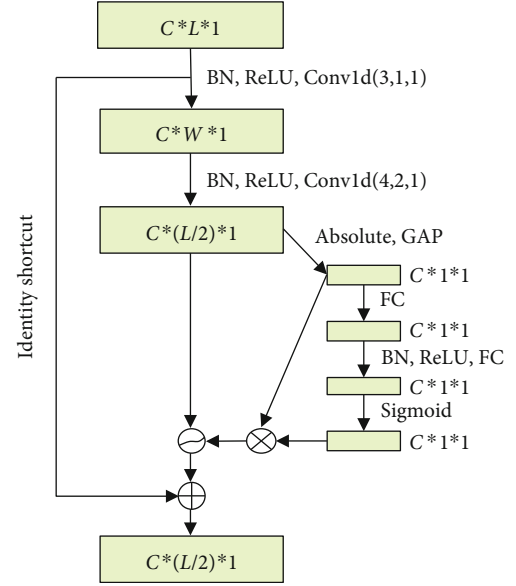 C*L*1
BN, ReLU, Conv1d(3,1,1)
C*W*1
BN, ReLU, Conv1d(4,2,1)
C*(L/2)*1
Absolute, GAP
C*1*1
FC
C*1*1
BN, ReLU, FC
C*1*1
Sigmoid
C*1*1
Identity shortcut
C*(L/2)*1